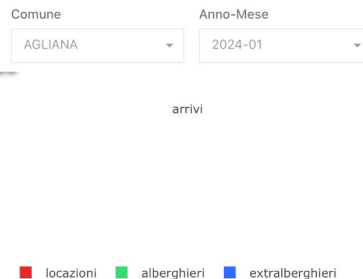 Comune Anno-Mese
AGLIANA 2024-01
arrivi
locazioni alberghieri extralberghieri